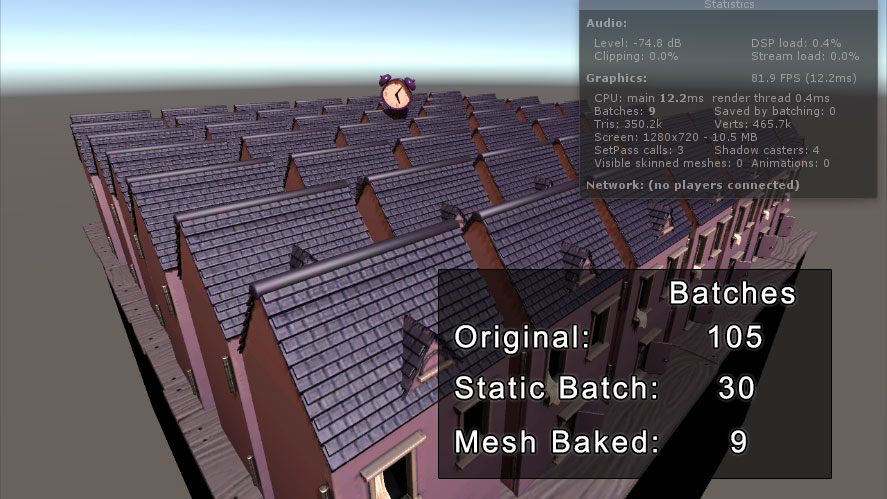 Statistics
Audio:
Level: -74.8 dB DSP load: 0.4%
Clipping: 0.0% Stream load: 0.0%
Graphics: 81.9 FPS (12.2ms)
CPU: main 12.2ms render thread 0.4ms
Batches: 9 Saved by batching: 0
Tris: 350.2k Verts: 465.7k
Screen: 1280x720 - 10.5 MB
SetPass calls: 3 Shadow casters: 4
Visible skinned meshes: 0 Animations: 0
Network: (no players connected)
Batches
Original: 105
Static Batch: 30
Mesh Baked: 9